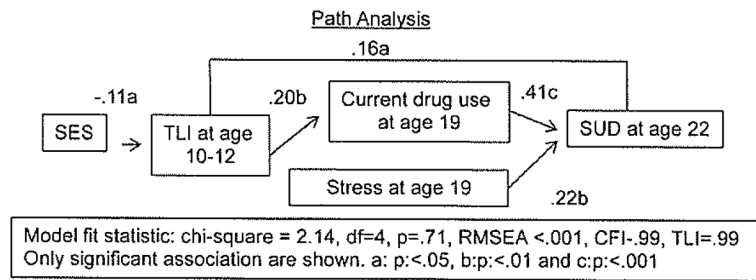 Path Analysis
.16a
-.11a
.20b
Current drug use
at age 19
.41c
SES
TLI at age
10-12
SUD at age 22
Stress at age 19
.22b
Model fit statistic: chi-square = 2.14, df=4, p=.71, RMSEA <.001, CFI-.99, TLI=.99
Only significant association are shown. a: p:<.05, b:p:<.01 and c:p:<.001